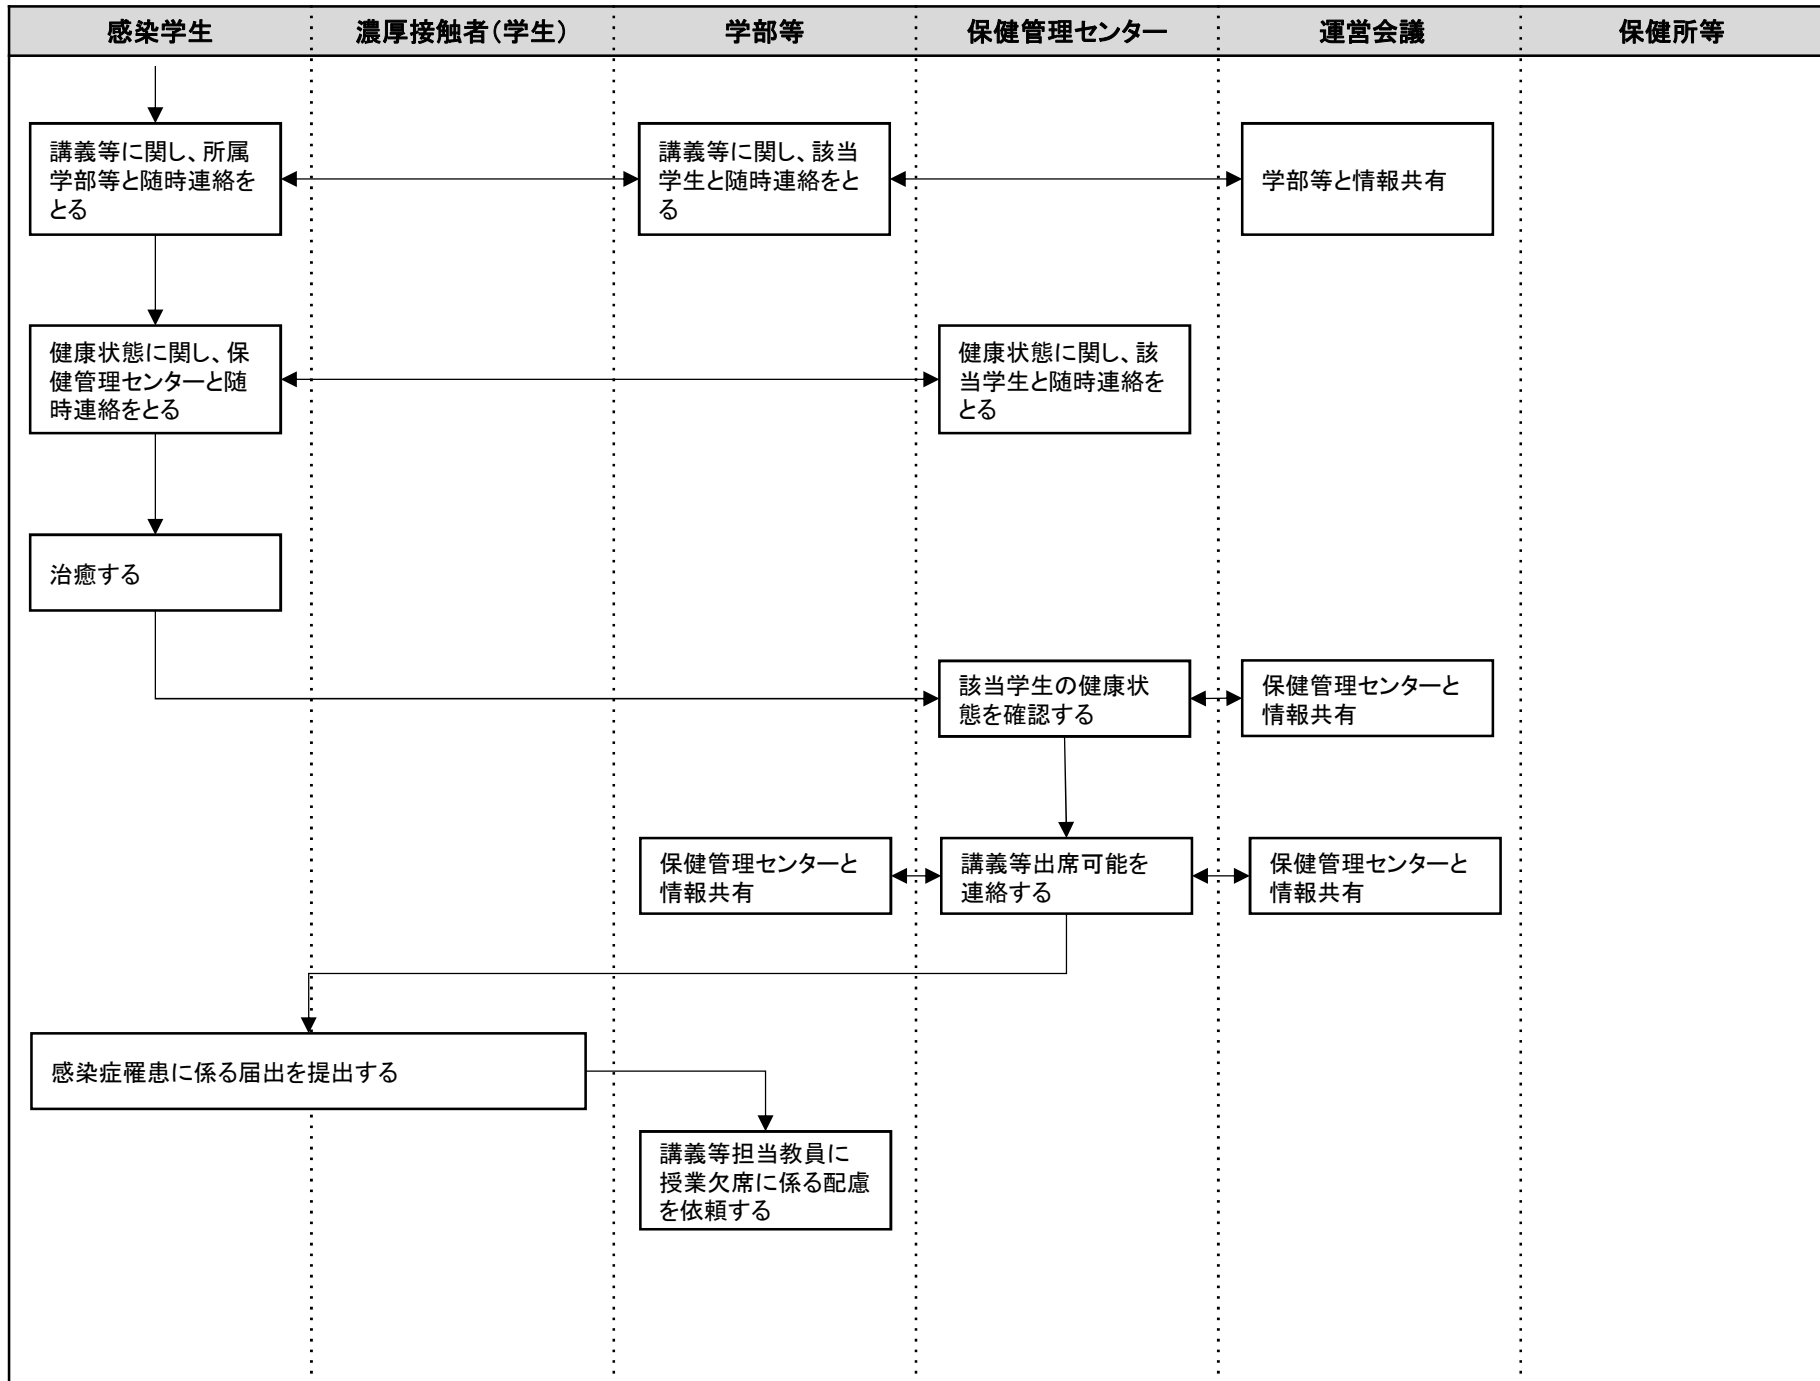 感染学生
濃厚接触者(学生)
学部等
保健管理センター
運営会議
保健所等
講義等に関し、所属
学部等と随時連絡を
とる
講義等に関し、該当
学生と随時連絡をと
る
学部等と情報共有
健康状態に関し、保
健管理センターと随
時連絡をとる
健康状態に関し、該
当学生と随時連絡を
とる
治癒する
該当学生の健康状
態を確認する
保健管理センターと
情報共有
保健管理センターと
情報共有
講義等出席可能を
連絡する
保健管理センターと
情報共有
感染症罹患に係る届出を提出する
講義等担当教員に
授業欠席に係る配慮
を依頼する